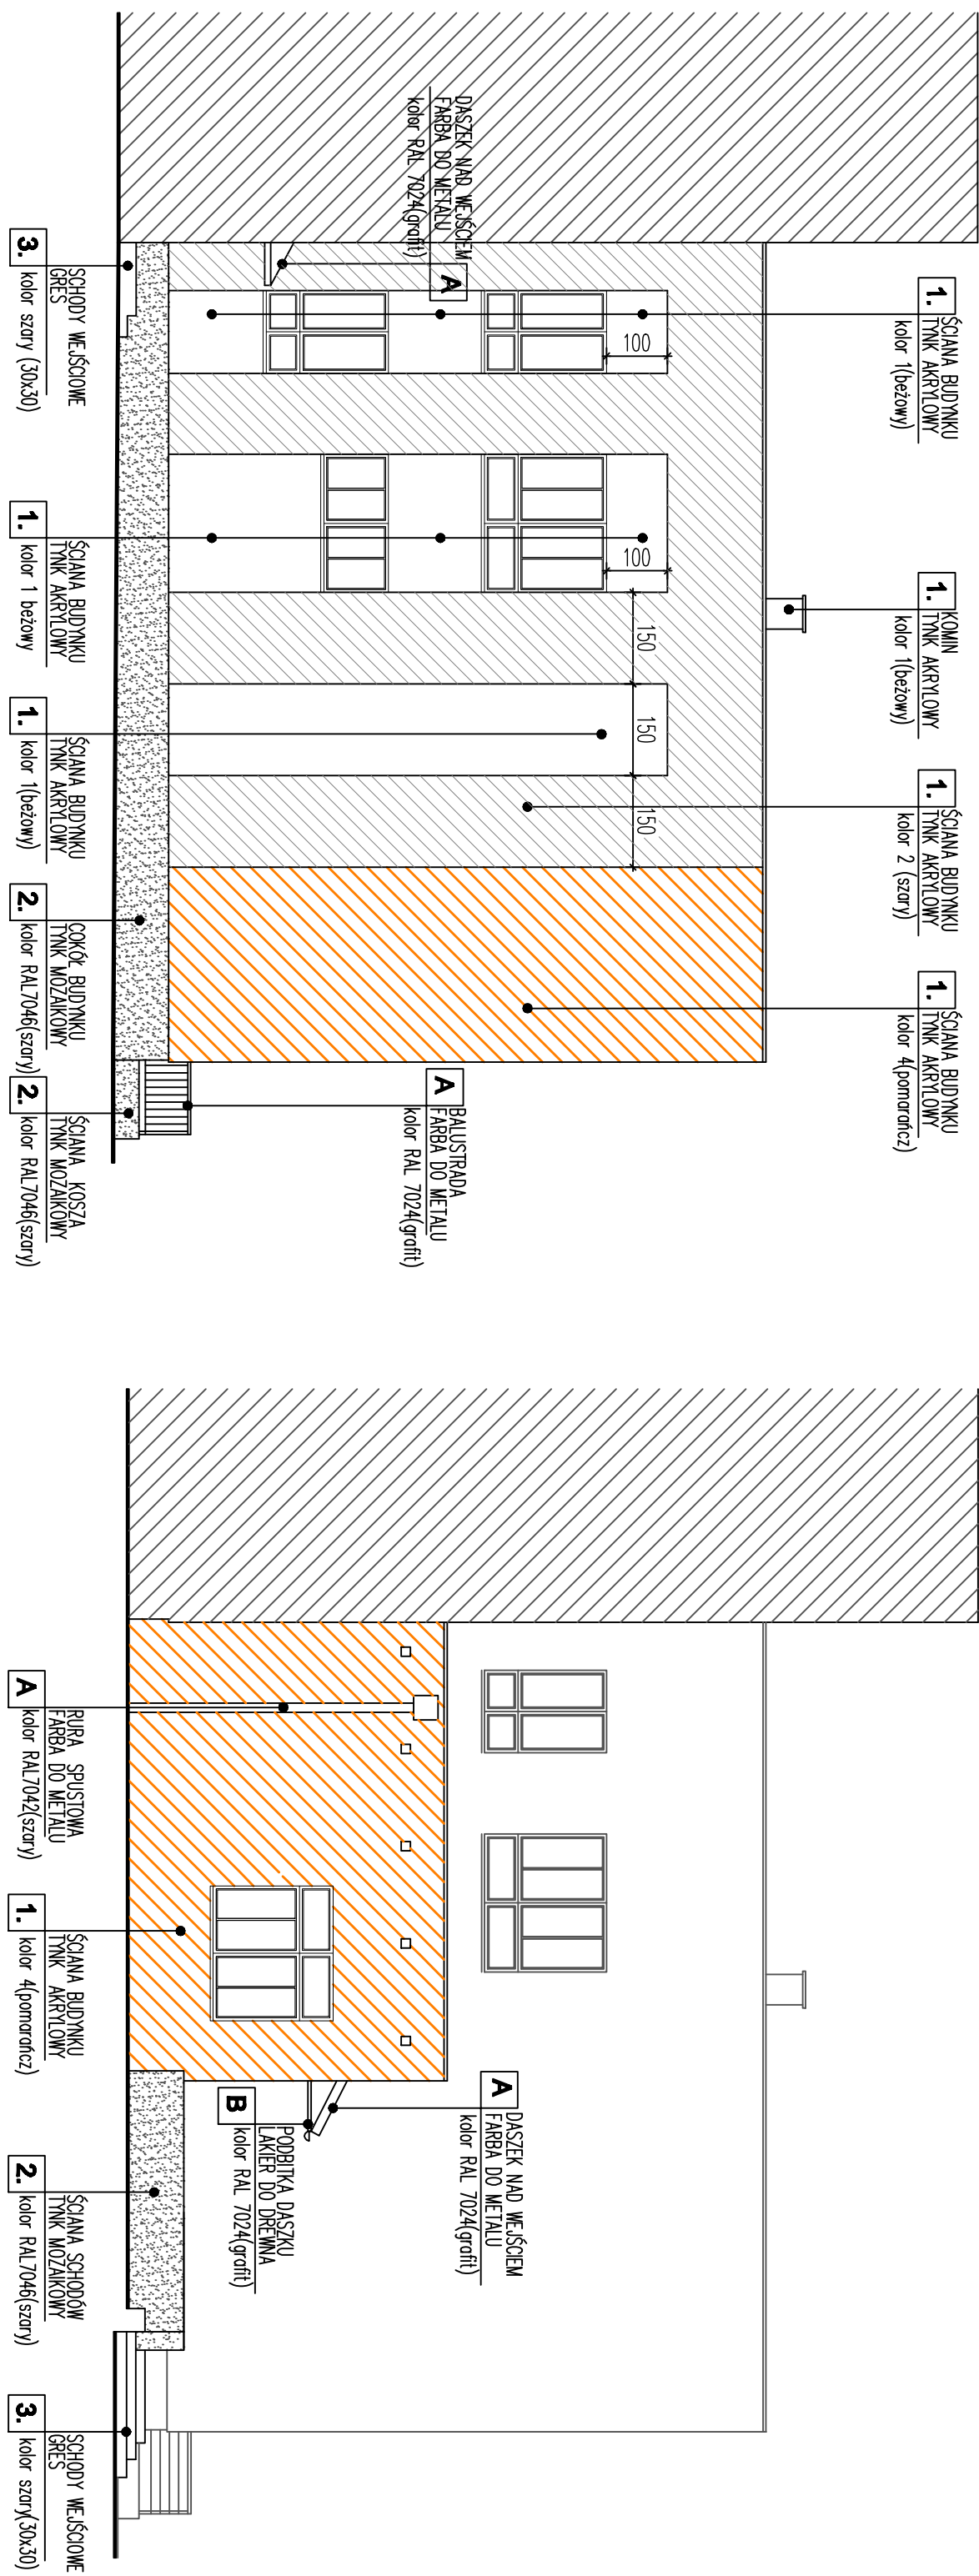 1.
ŚCIANA BUDYNKU
TYNK AKRYLOWY
kolor 1(beżowy)
1.
KOMIN
TYNK AKRYLOWY
kolor 1(beżowy)
1.
ŚCIANA BUDYNKU
TYNK AKRYLOWY
kolor 2 (szary)
1.
ŚCIANA BUDYNKU
TYNK AKRYLOWY
kolor 4(pomarańcz)
DASZEK NAD WEJŚCIEM
FARBA DO METALU
kolor RAL 7024(grafit)
A
100
100
150
150
150
A
BALUSTRADA
FARBA DO METALU
kolor RAL 7024(grafit)
3.
SCHODY WEJŚCIOWE
GRES
kolor szary (30x30)
1.
ŚCIANA BUDYNKU
TYNK AKRYLOWY
kolor 1 beżowy
1.
ŚCIANA BUDYNKU
TYNK AKRYLOWY
kolor 1(beżowy)
2.
COKÓŁ BUDYNKU
TYNK MOZAIKOWY
kolor RAL7046(szary)
2.
ŚCIANA KOSZA
TYNK MOZAIKOWY
kolor RAL7046(szary)
A
DASZEK NAD WEJŚCIEM
FARBA DO METALU
kolor RAL 7024(grafit)
B
PODBITKA DASZKU
LAKIER DO DREWNA
kolor RAL 7024(grafit)
A
RURA SPUSTOWA
FARBA DO METALU
kolor RAL7042(szary)
1.
ŚCIANA BUDYNKU
TYNK AKRYLOWY
kolor 4(pomarańcz)
2.
ŚCIANA SCHODÓW
TYNK MOZAIKOWY
kolor RAL7046(szary)
3.
SCHODY WEJŚCIOWE
GRES
kolor szary(30x30)